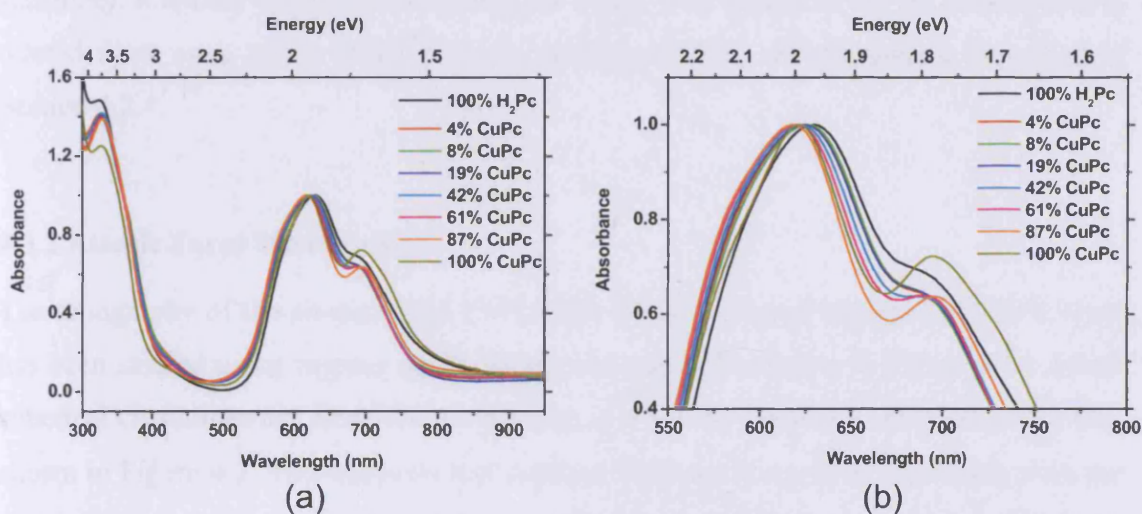 Energy (eV)
4 3.5 3 2.5 2 1.5
1.6
1.2
0.8
0.4
0.0
Absorbance
100% H₂Pc
4% CuPc
8% CuPc
19% CuPc
42% CuPc
61% CuPc
87% CuPc
100% CuPc
300 400 500 600 700 800 900
Wavelength (nm)
(a)
Energy (eV)
2.2 2.1 2 1.9 1.8 1.7 1.6
1.0
0.8
0.6
0.4
Absorbance
100% H₂Pc
4% CuPc
8% CuPc
19% CuPc
42% CuPc
61% CuPc
87% CuPc
100% CuPc
550 600 650 700 750 800
Wavelength (nm)
(b)